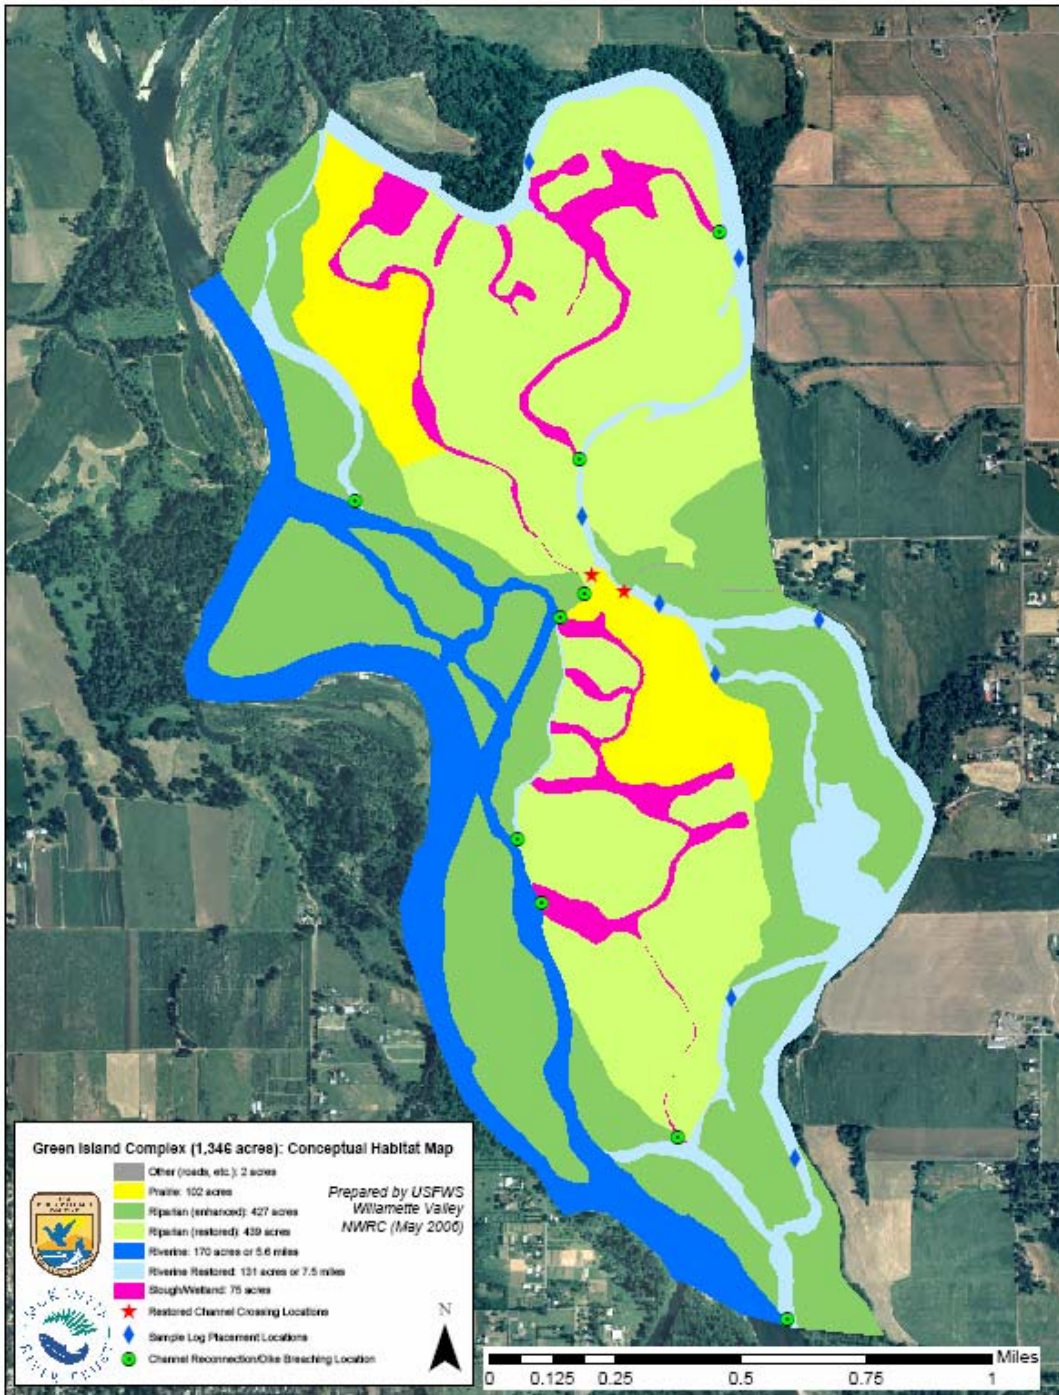 Green Island Complex (1,346 acres): Conceptual Habitat Map
Other (roads, etc.): 2 acres
Prairie: 102 acres
Riparian (enhanced): 427 acres
Riparian (restored): 439 acres
Riverine: 170 acres or 5.6 miles
Riverine Restored: 131 acres or 7.5 miles
Slough/Wetland: 75 acres
Restored Channel Crossing Locations
Sample Log Placement Locations
Channel Reconnection/Dike Breaching Location
Prepared by USFWS
Willamette Valley
NWRC (May 2006)
N
MCKENZIE
RIVER TRUST
Miles
0 0.125 0.25 0.5 0.75 1